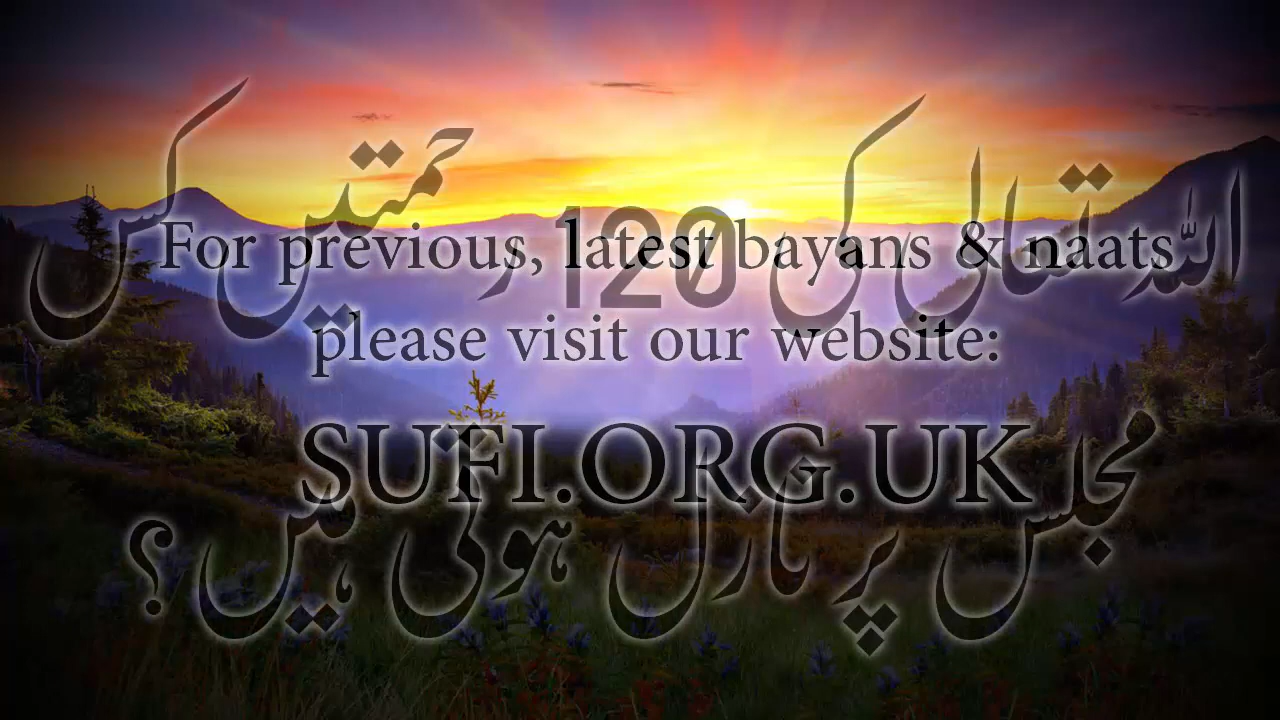 اللہ تعالی کی 120 رحمتیں کس
مجلس پر نازل ہوتی ہیں؟
For previous, latest bayans & naats
please visit our website:
SUFI.ORG.UK